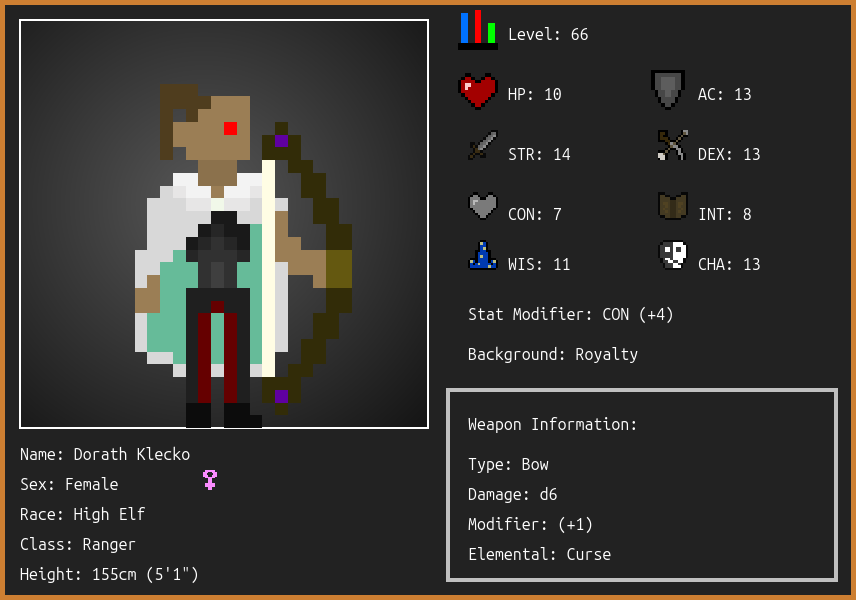 Level: 66
HP: 10
AC: 13
STR: 14
DEX: 13
CON: 7
INT: 8
WIS: 11
CHA: 13
Stat Modifier: CON (+4)
Background: Royalty
Weapon Information:
Type: Bow
Damage: d6
Modifier: (+1)
Elemental: Curse
Name: Dorath Klecko
Sex: Female
Race: High Elf
Class: Ranger
Height: 155cm (5'1")